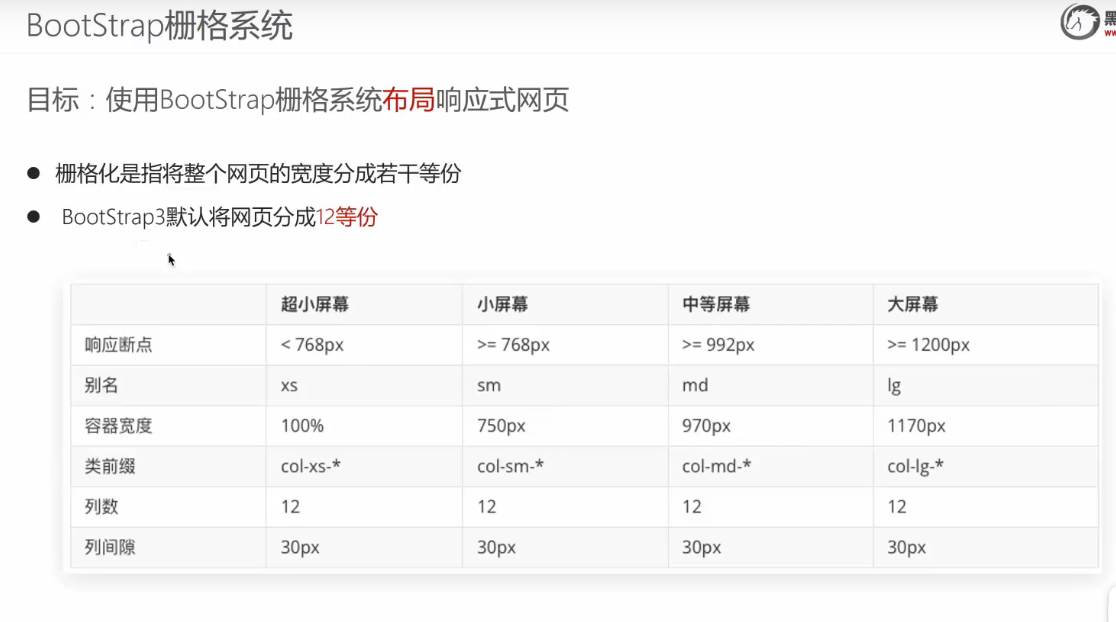 BootStrap栅格系统
黑
目标：使用BootStrap栅格系统布局响应式网页
● 栅格化是指将整个网页的宽度分成若干等份
● BootStrap3默认将网页分成12等份
超小屏幕 小屏幕 中等屏幕 大屏幕
响应断点 < 768px >= 768px >= 992px >= 1200px
别名 xs sm md lg
容器宽度 100% 750px 970px 1170px
类前缀 col-xs-* col-sm-* col-md-* col-lg-*
列数 12 12 12 12
列间隙 30px 30px 30px 30px